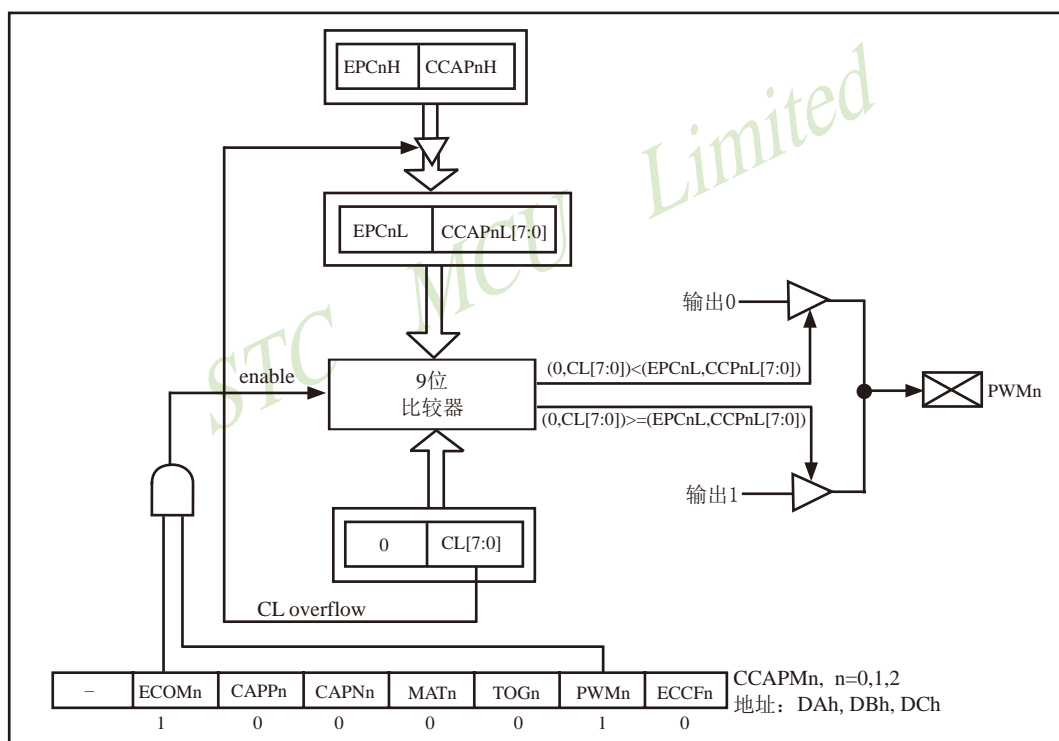 EPCnH CCAPnH
EPCnL CCAPnL[7:0]
输出0
(0,CL[7:0])<(EPCnL,CCPnL[7:0])
enable
9位
比较器
PWMn
(0,CL[7:0])>=(EPCnL,CCPnL[7:0])
输出1
0 CL[7:0]
CL overflow
– ECOMn CAPPn CAPNn MATn TOGn PWMn ECCFn
CCAPMn, n=0,1,2
地址：DAh, DBh, DCh
1 0 0 0 0 1 0
STC MCU Limited